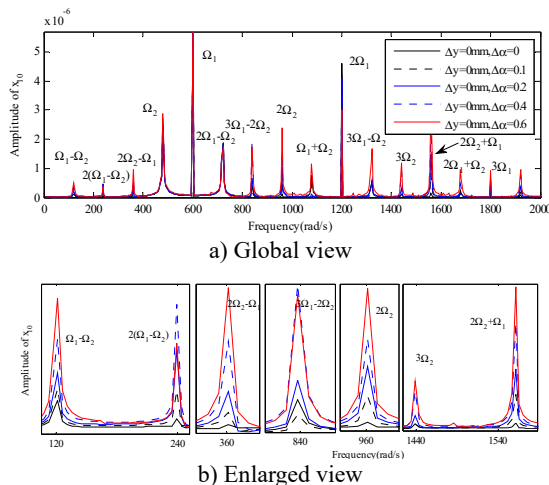 x 10⁻⁶
Amplitude of x₁₀
5
4
3
2
1
0
0 200 400 600 800 1000 1200 1400 1600 1800 2000
Frequency(rad/s)
Ω₁-Ω₂
2(Ω₁-Ω₂)
2Ω₂-Ω₁
Ω₂
Ω₁
2Ω₁-Ω₂
3Ω₁-2Ω₂
2Ω₂
Ω₁+Ω₂
2Ω₁
3Ω₁-Ω₂
3Ω₂
2Ω₂+Ω₁
2Ω₁+Ω₂
3Ω₁
Δy=0mm,Δα=0
Δy=0mm,Δα=0.1
Δy=0mm,Δα=0.2
Δy=0mm,Δα=0.4
Δy=0mm,Δα=0.6
a) Global view
Amplitude of x₁₀
Ω₁-Ω₂
2(Ω₁-Ω₂)
2Ω₂-Ω₁
3Ω₁-2Ω₂
2Ω₂
3Ω₂
2Ω₂+Ω₁
120 240 360 840 960 1440 1560
Frequency(rad/s)
b) Enlarged view